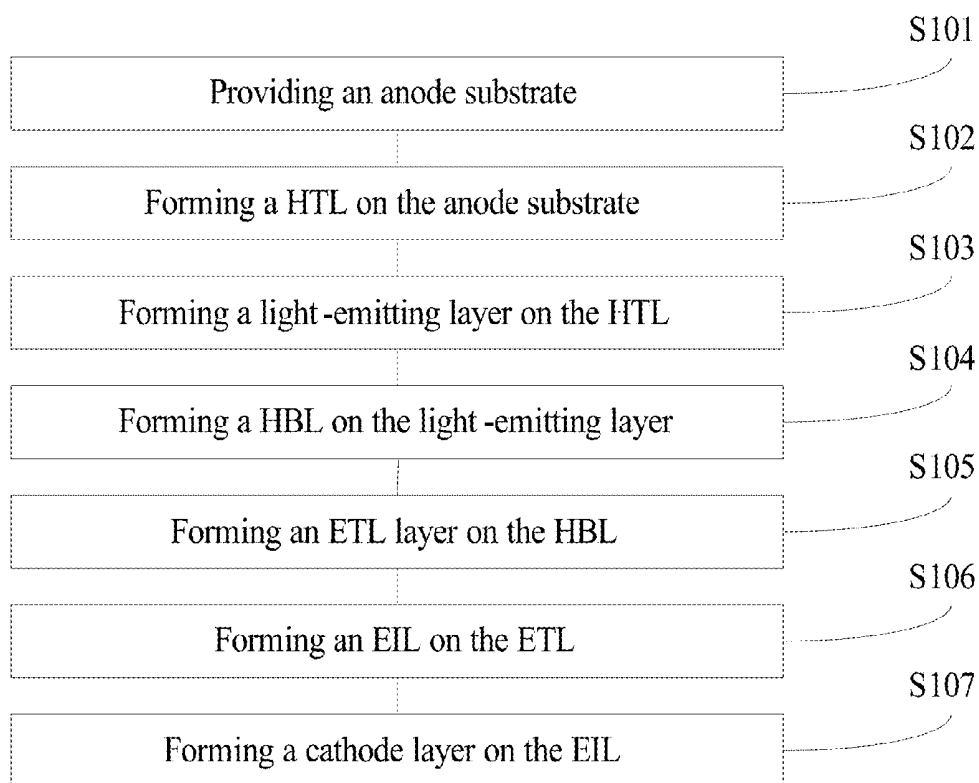 S101
Providing an anode substrate
S102
Forming a HTL on the anode substrate
S103
Forming a light-emitting layer on the HTL
S104
Forming a HBL on the light-emitting layer
S105
Forming an ETL layer on the HBL
S106
Forming an EIL on the ETL
S107
Forming a cathode layer on the EIL